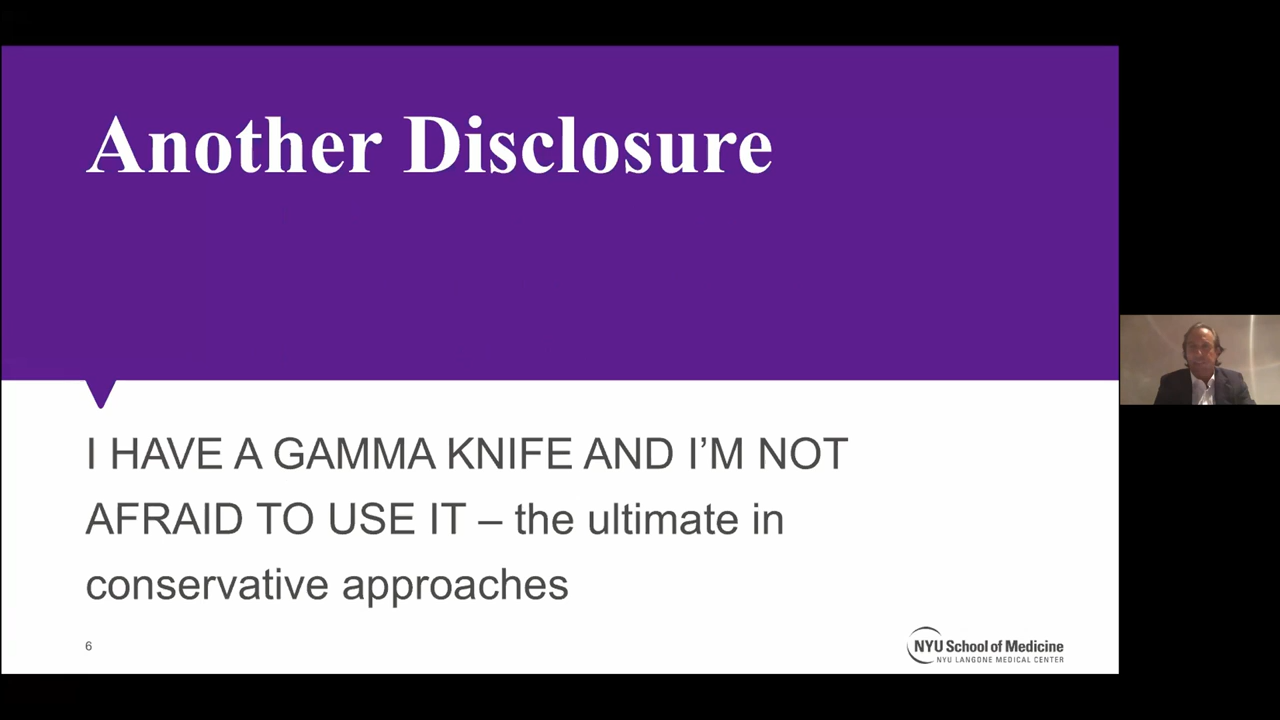 Another Disclosure
I HAVE A GAMMA KNIFE AND I’M NOT
AFRAID TO USE IT – the ultimate in
conservative approaches
6
NYU School of Medicine
NYU LANGONE MEDICAL CENTER